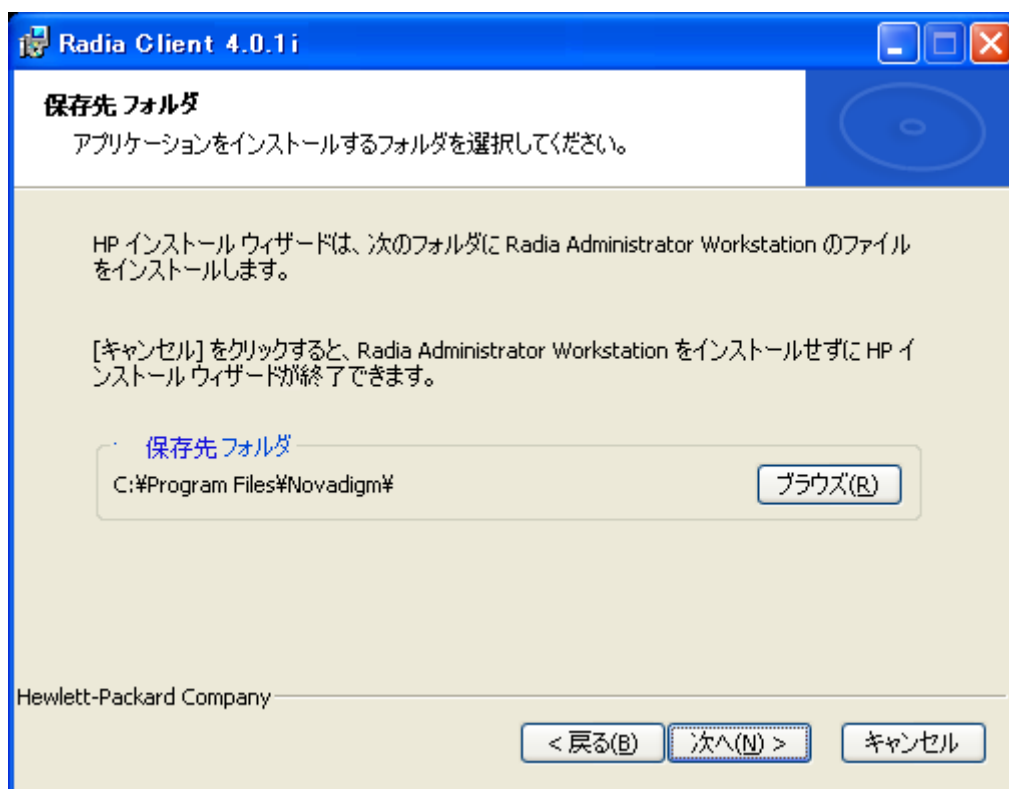 Radia Client 4.0.1i
保存先 フォルダ
アプリケーションをインストールするフォルダを選択してください。
HP インストール ウィザードは、次のフォルダに Radia Administrator Workstation のファイル
をインストールします。
[キャンセル] をクリックすると、Radia Administrator Workstation をインストールせずに HP イ
ンストール ウィザードが終了できます。
保存先 フォルダ
C:¥Program Files¥Novadigm¥
ブラウズ(R)
Hewlett-Packard Company
< 戻る(B)
次へ(N) >
キャンセル